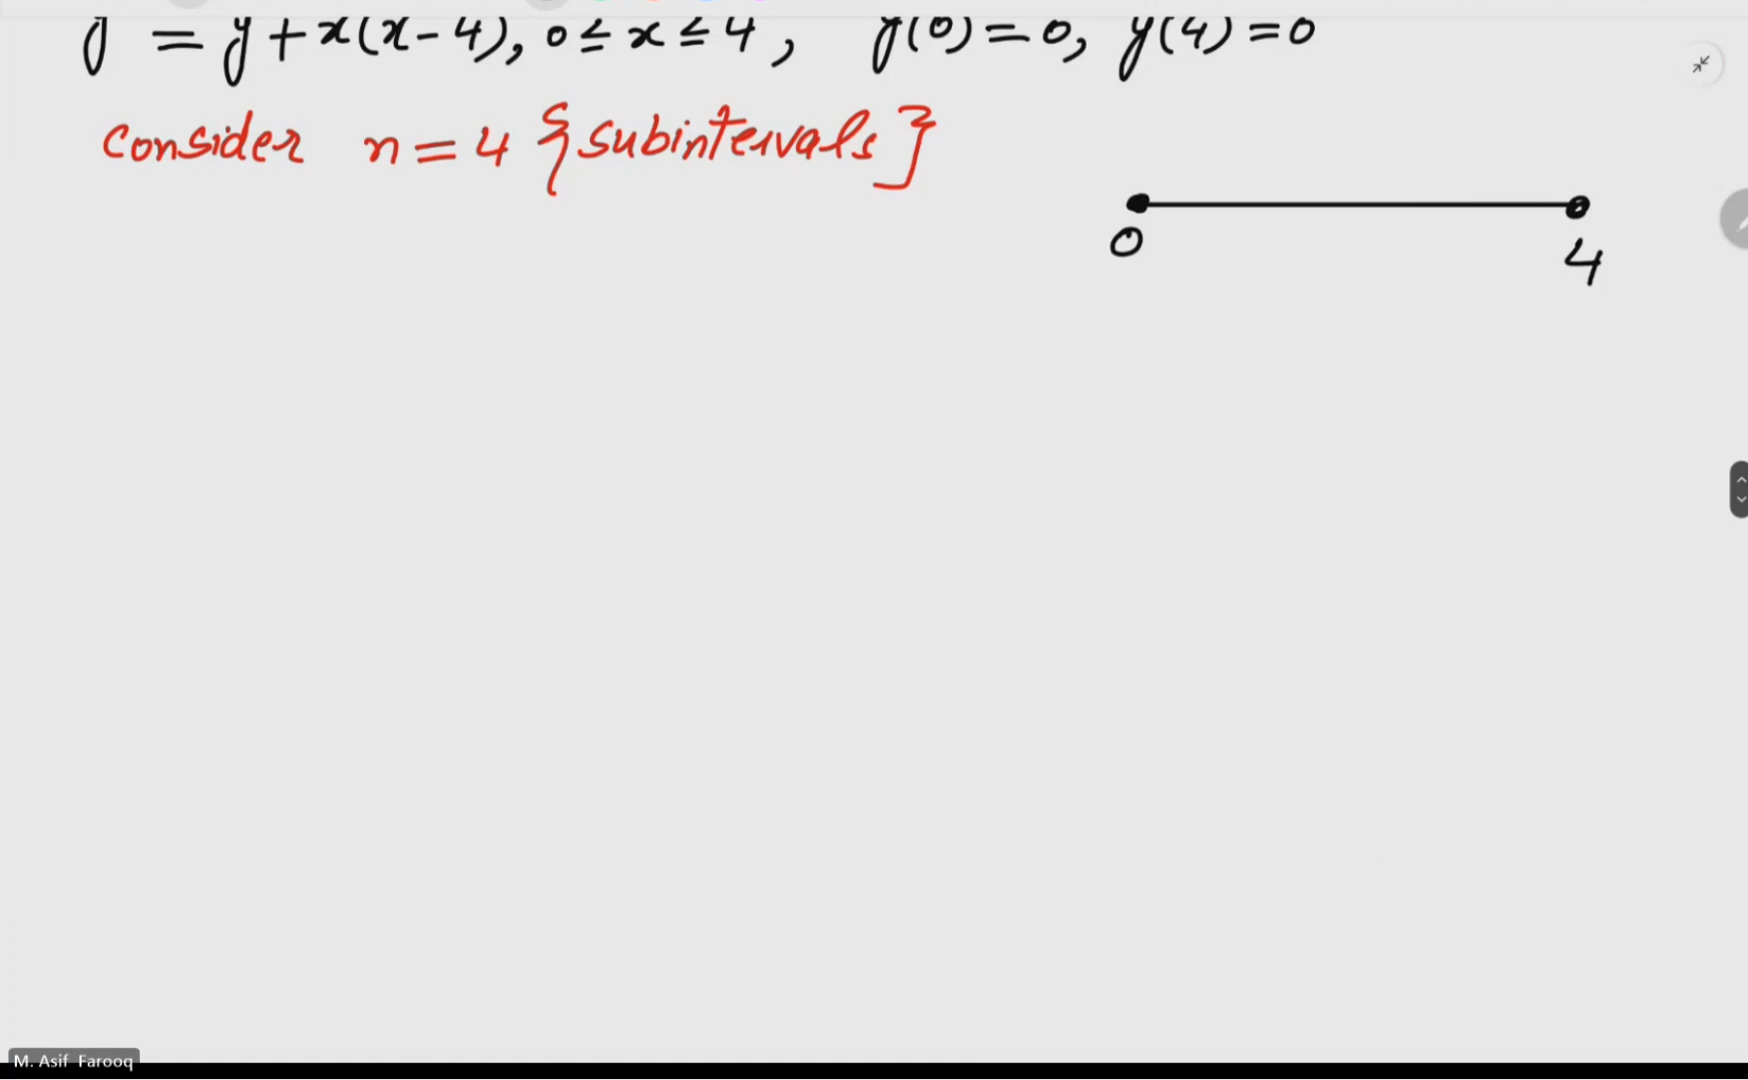 y = y + x(x-4), 0 ≤ x ≤ 4, y(0)=0, y(4)=0
consider n=4 {subintervals}
0
4
M. Asif Farooq